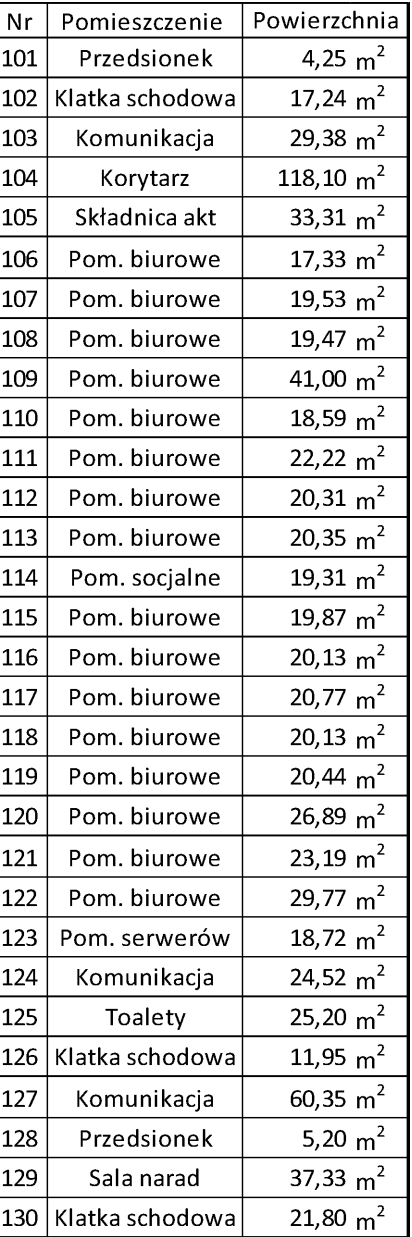 Nr Pomieszczenie Powierzchnia
101 Przedsionek 4,25 m²
102 Klatka schodowa 17,24 m²
103 Komunikacja 29,38 m²
104 Korytarz 118,10 m²
105 Składnica akt 33,31 m²
106 Pom. biurowe 17,33 m²
107 Pom. biurowe 19,53 m²
108 Pom. biurowe 19,47 m²
109 Pom. biurowe 41,00 m²
110 Pom. biurowe 18,59 m²
111 Pom. biurowe 22,22 m²
112 Pom. biurowe 20,31 m²
113 Pom. biurowe 20,35 m²
114 Pom. socjalne 19,31 m²
115 Pom. biurowe 19,87 m²
116 Pom. biurowe 20,13 m²
117 Pom. biurowe 20,77 m²
118 Pom. biurowe 20,13 m²
119 Pom. biurowe 20,44 m²
120 Pom. biurowe 26,89 m²
121 Pom. biurowe 23,19 m²
122 Pom. biurowe 29,77 m²
123 Pom. serwerów 18,72 m²
124 Komunikacja 24,52 m²
125 Toalety 25,20 m²
126 Klatka schodowa 11,95 m²
127 Komunikacja 60,35 m²
128 Przedsionek 5,20 m²
129 Sala narad 37,33 m²
130 Klatka schodowa 21,80 m²